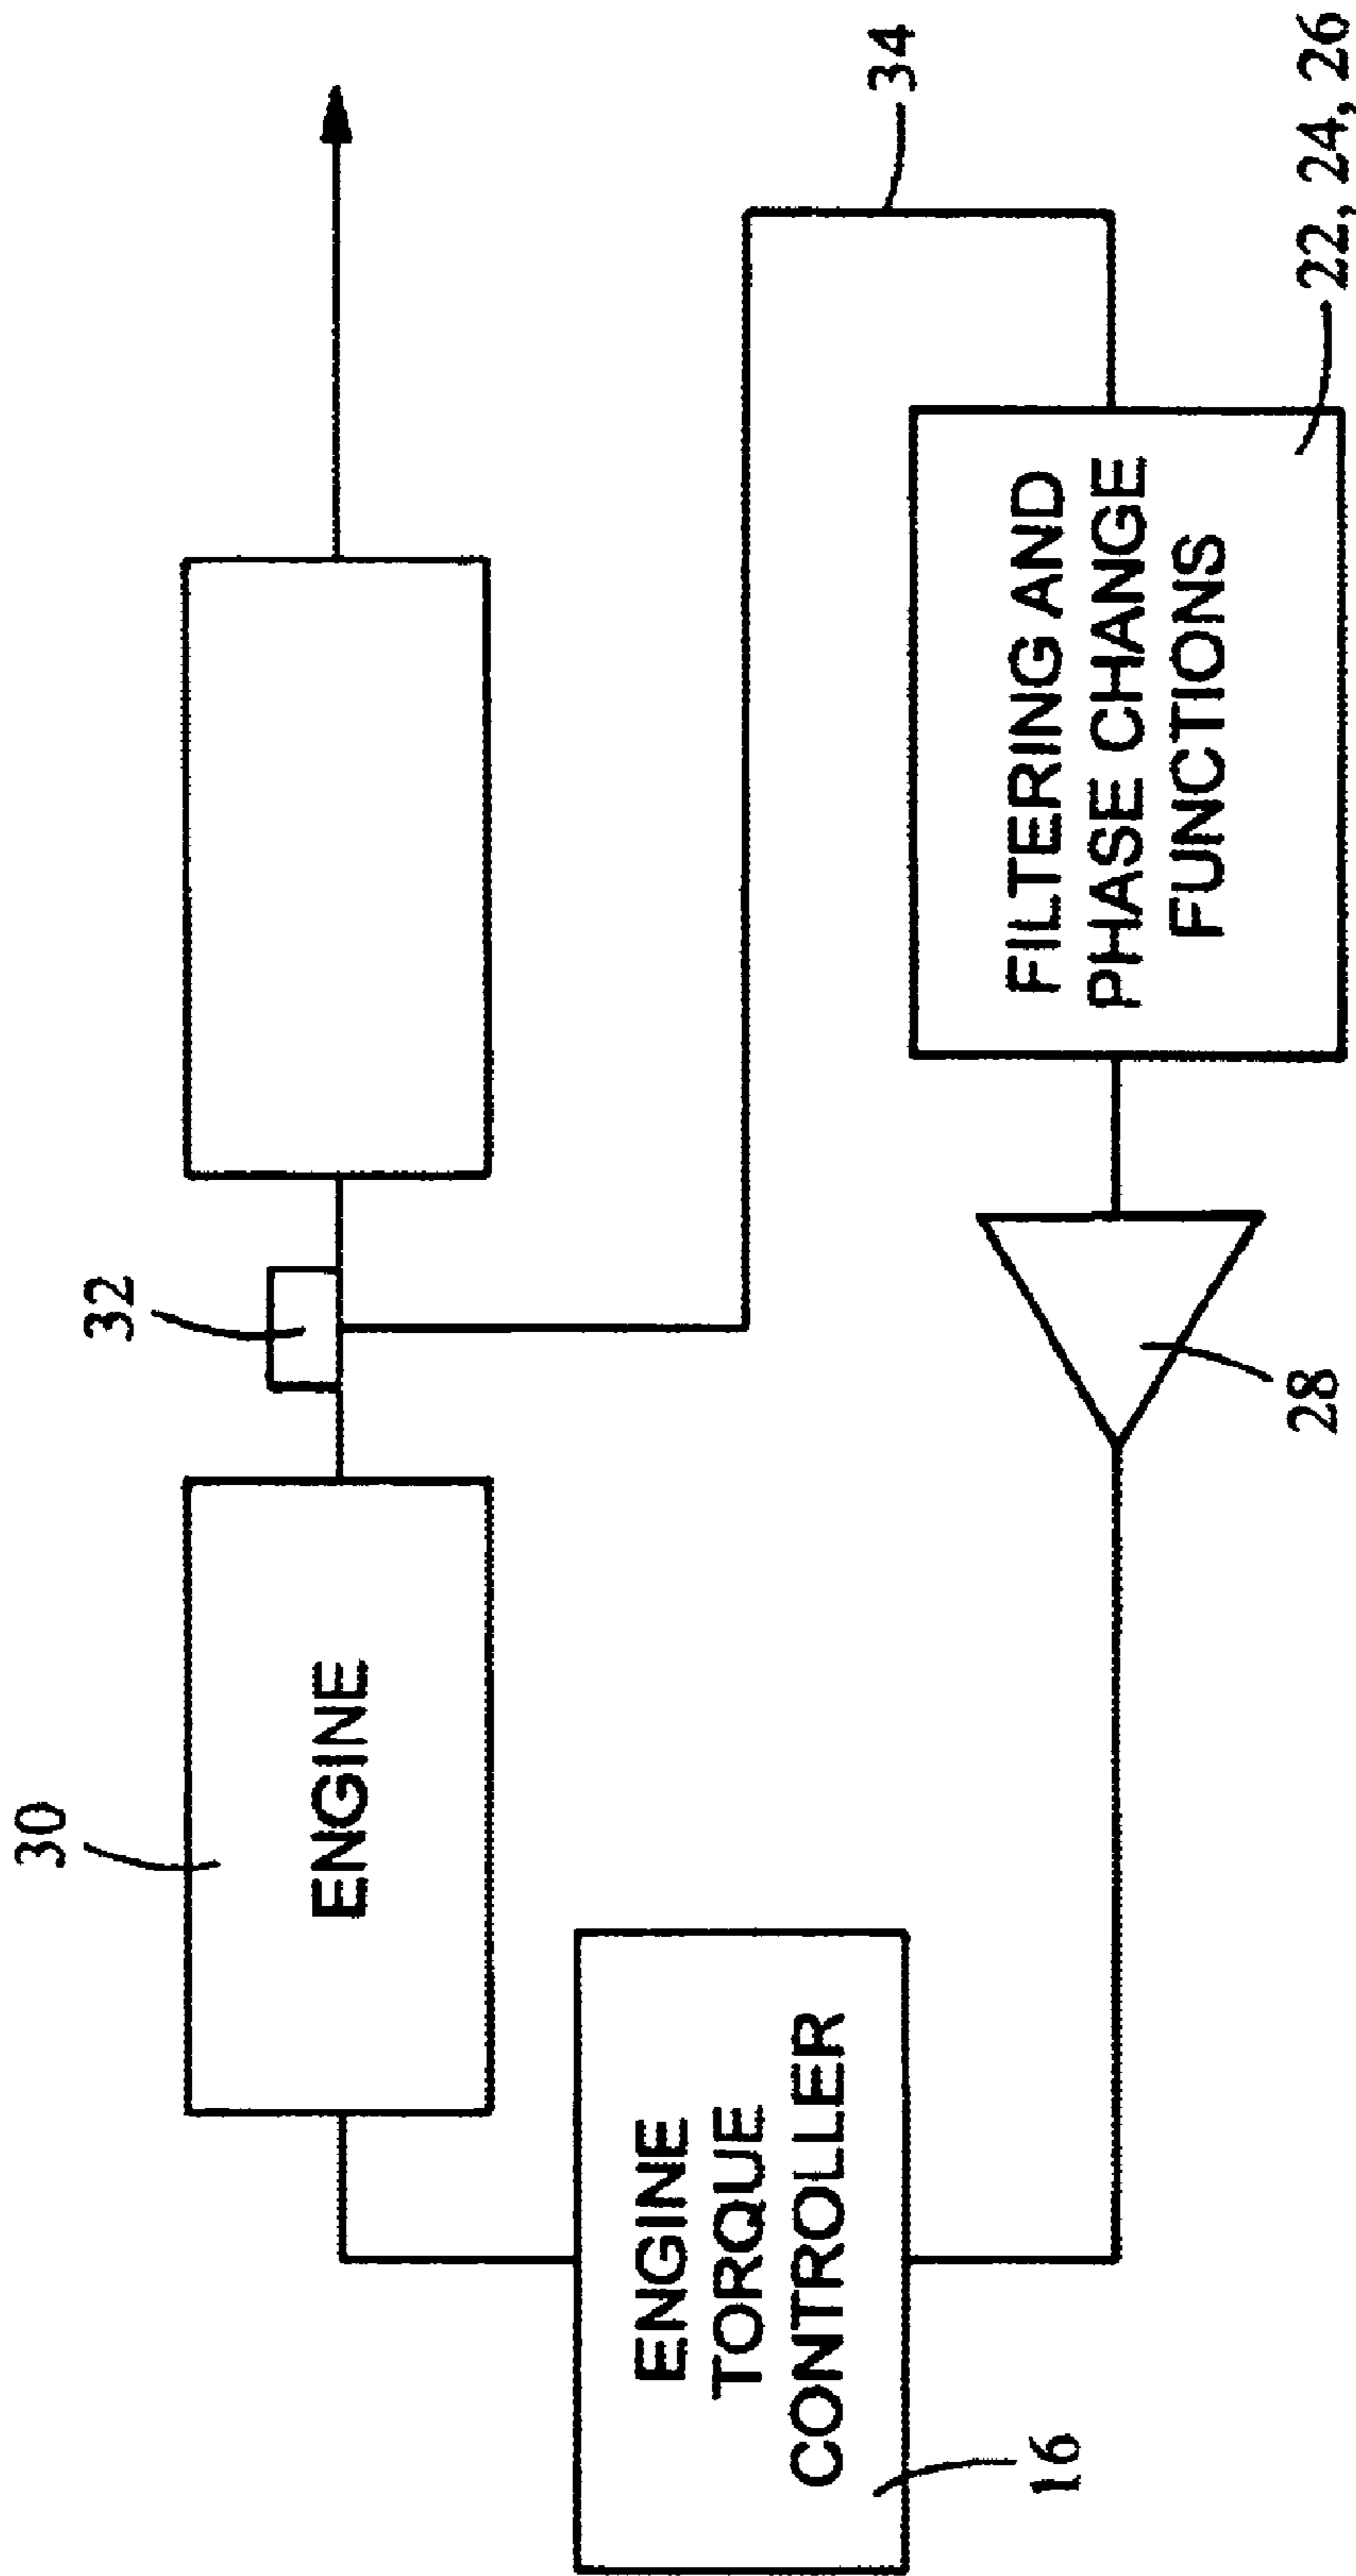 30
32
34
ENGINE
ENGINE
TORQUE
CONTROLLER
16
28
FILTERING AND
PHASE CHANGE
FUNCTIONS
22, 24, 26